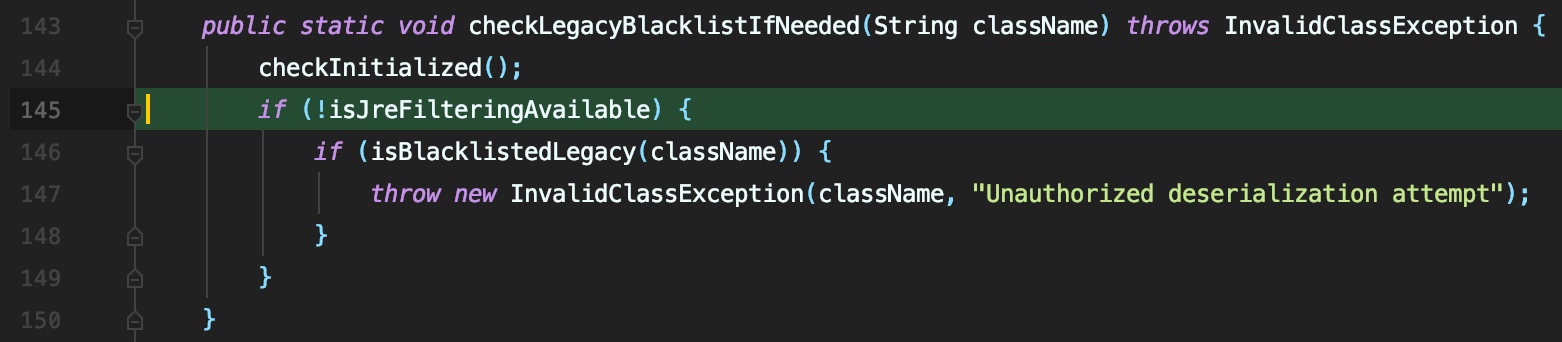 143 public static void checkLegacyBlacklistIfNeeded(String className) throws InvalidClassException {
144 checkInitialized();
145 if (!isJreFilteringAvailable) {
146 if (isBlacklistedLegacy(className)) {
147 throw new InvalidClassException(className, "Unauthorized deserialization attempt");
148 }
149 }
150 }